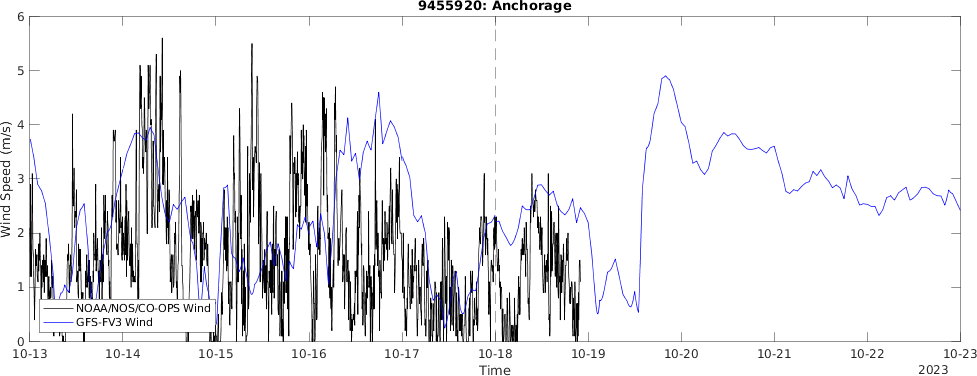 9455920: Anchorage
Wind Speed (m/s)
6
5
4
3
2
1
0
NOAA/NOS/CO-OPS Wind
GFS-FV3 Wind
10-13 10-14 10-15 10-16 10-17 10-18 10-19 10-20 10-21 10-22 10-23
Time
2023